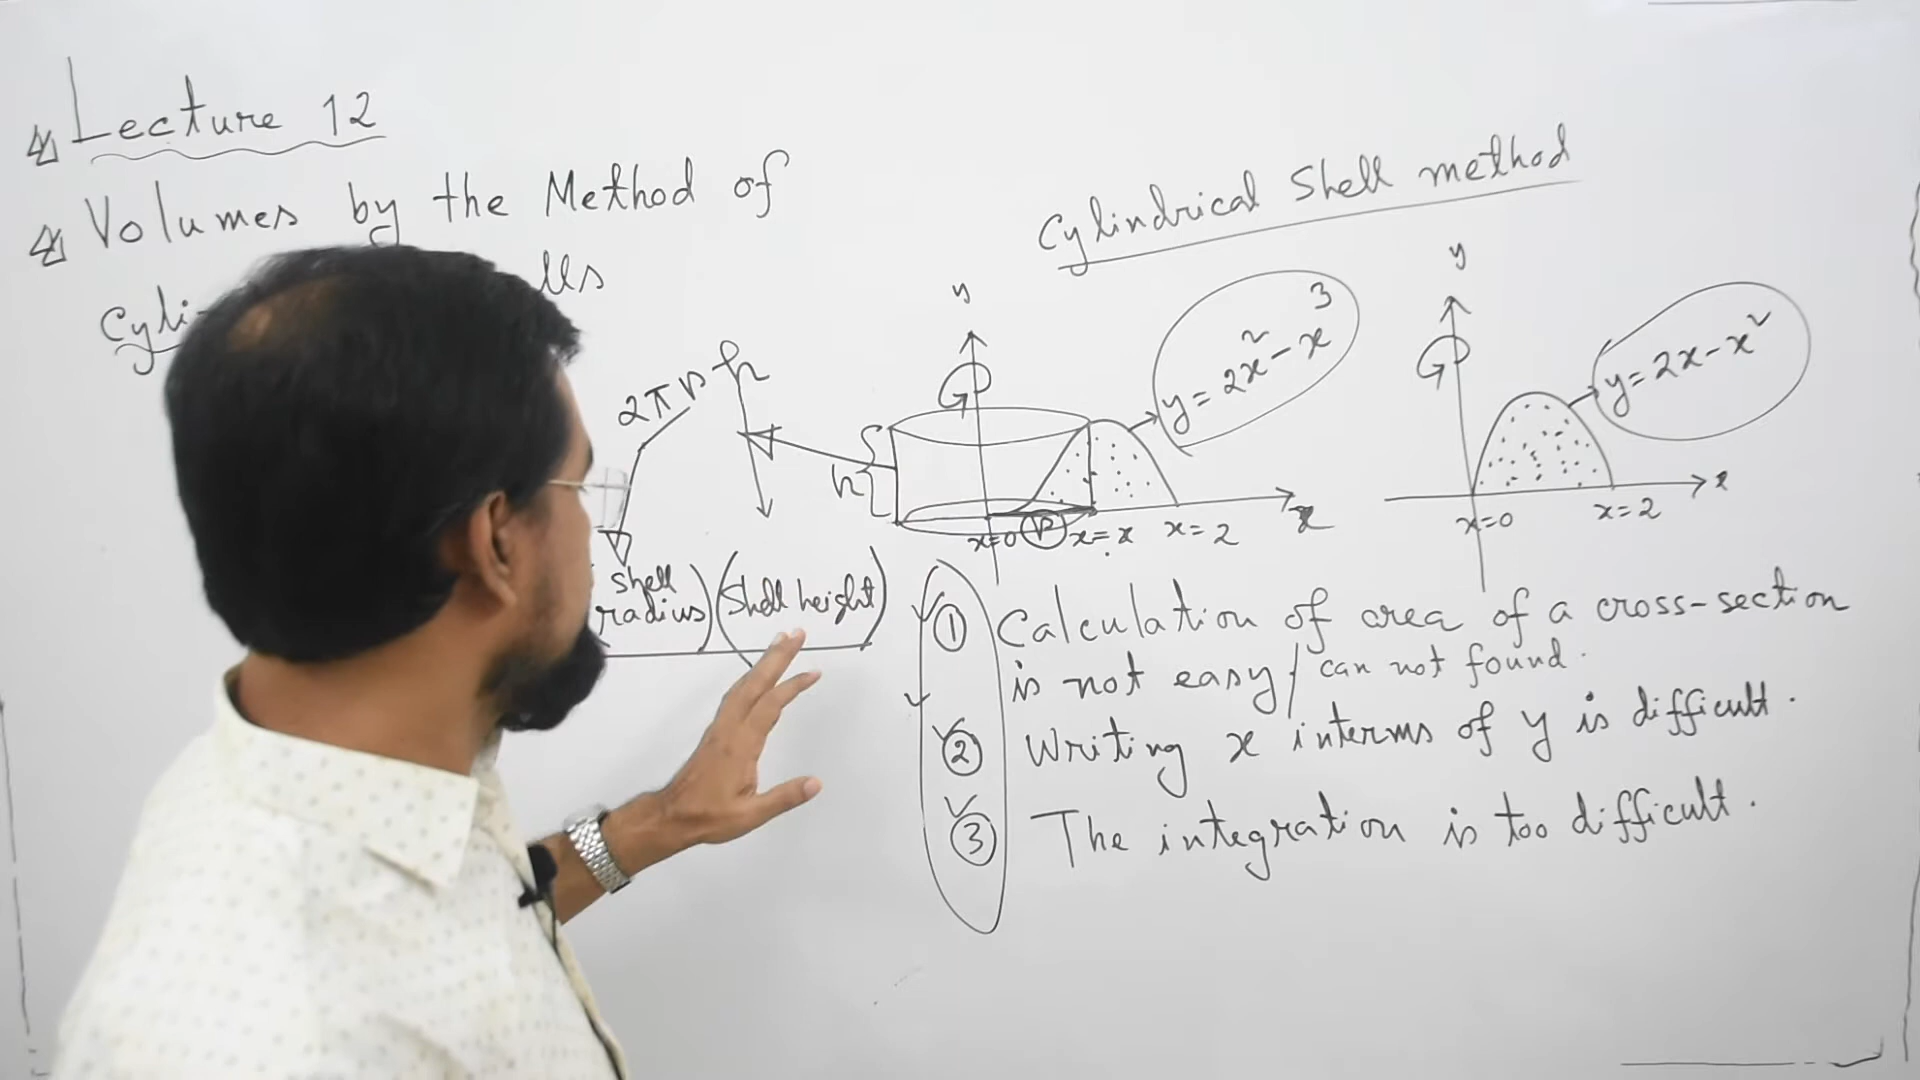 Lecture 12
Volumes by the Method of
Cylindrical Shell method
y
y = 2x² - x³
2πrh
h
x=0
r
x=x
x=2
x
y
y = 2x - x²
x=0
x=2
x
(shell radius) (Shell height)
① Calculation of area of a cross-section
is not easy / can not found.
② Writing x interms of y is difficult.
③ The integration is too difficult.